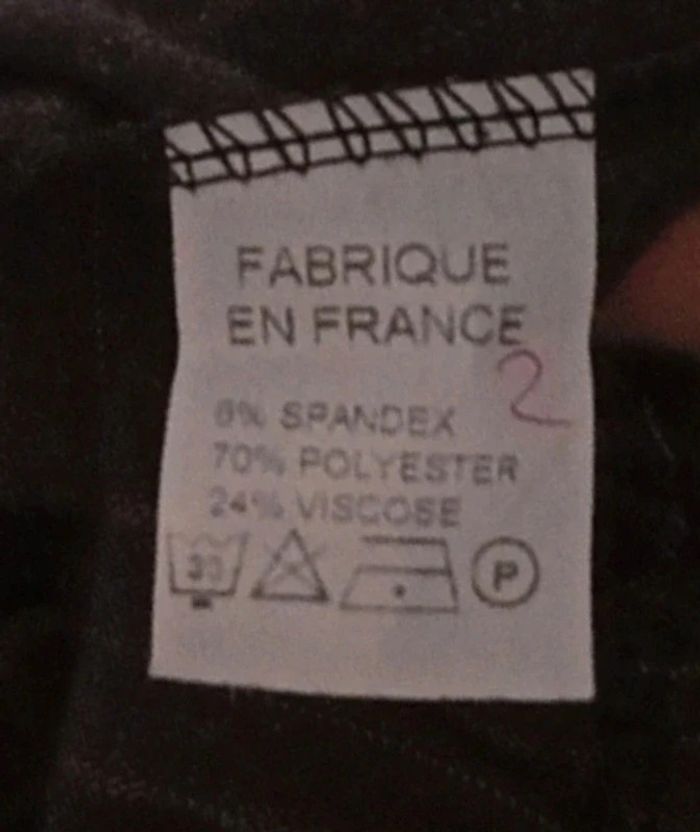 FABRIQUE
EN FRANCE
2
6% SPANDEX
70% POLYESTER
24% VISCOSE
30 P